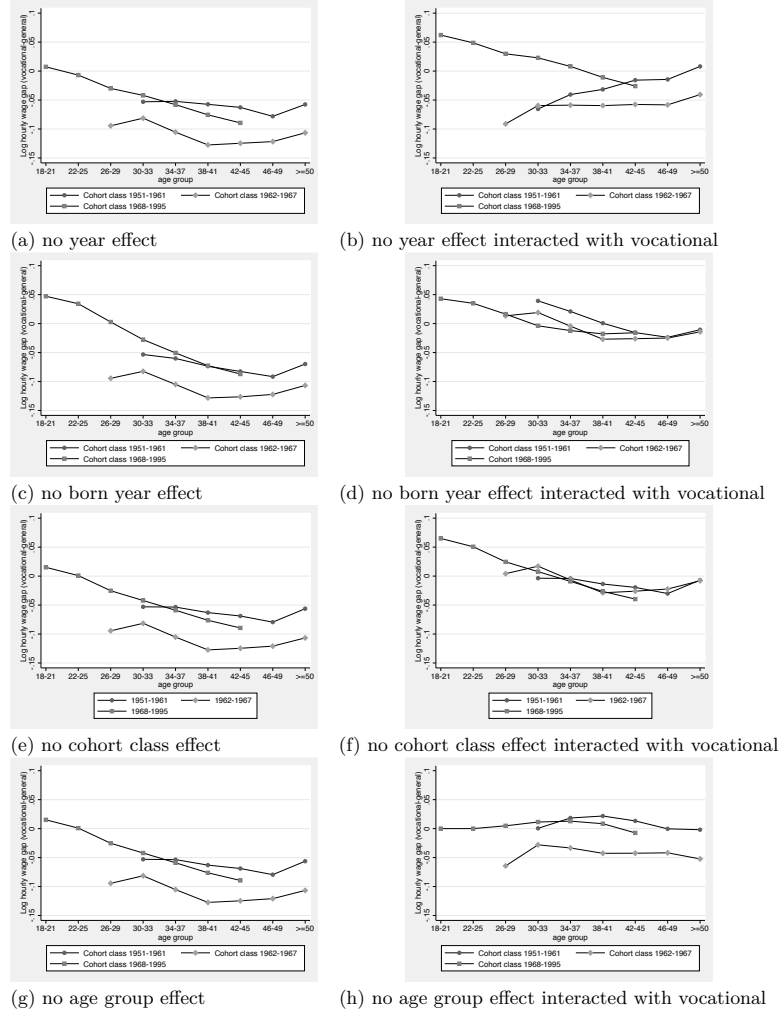 Log hourly wage gap (vocational-general)
.1
.05
0
-.05
-.1
-.15
18-21 22-25 26-29 30-33 34-37 38-41 42-45 46-49 >=50
age group
Cohort class 1951-1961 Cohort class 1962-1967
Cohort class 1968-1995
(a) no year effect
Log hourly wage gap (vocational-general)
.1
.05
0
-.05
-.1
-.15
18-21 22-25 26-29 30-33 34-37 38-41 42-45 46-49 >=50
age group
Cohort class 1951-1961 Cohort class 1962-1967
Cohort class 1968-1995
(b) no year effect interacted with vocational
Log hourly wage gap (vocational-general)
.1
.05
0
-.05
-.1
-.15
18-21 22-25 26-29 30-33 34-37 38-41 42-45 46-49 >=50
age group
Cohort class 1951-1961 Cohort class 1962-1967
Cohort class 1968-1995
(c) no born year effect
Log hourly wage gap (vocational-general)
.1
.05
0
-.05
-.1
-.15
18-21 22-25 26-29 30-33 34-37 38-41 42-45 46-49 >=50
age group
Cohort class 1951-1961 Cohort 1962-1967
Cohort 1968-1995
(d) no born year effect interacted with vocational
Log hourly wage gap (vocational-general)
.1
.05
0
-.05
-.1
-.15
18-21 22-25 26-29 30-33 34-37 38-41 42-45 46-49 >=50
age group
1951-1961 1962-1967
1968-1995
(e) no cohort class effect
Log hourly wage gap (vocational-general)
.1
.05
0
-.05
-.1
-.15
18-21 22-25 26-29 30-33 34-37 38-41 42-45 46-49 >=50
age group
1951-1961 1962-1967
1968-1995
(f) no cohort class effect interacted with vocational
Log hourly wage gap (vocational-general)
.1
.05
0
-.05
-.1
-.15
18-21 22-25 26-29 30-33 34-37 38-41 42-45 46-49 >=50
age group
Cohort class 1951-1961 Cohort class 1962-1967
Cohort class 1968-1995
(g) no age group effect
Log hourly wage gap (vocational-general)
.1
.05
0
-.05
-.1
-.15
18-21 22-25 26-29 30-33 34-37 38-41 42-45 46-49 >=50
age group
Cohort class 1951-1961 Cohort class 1962-1967
Cohort class 1968-1995
(h) no age group effect interacted with vocational